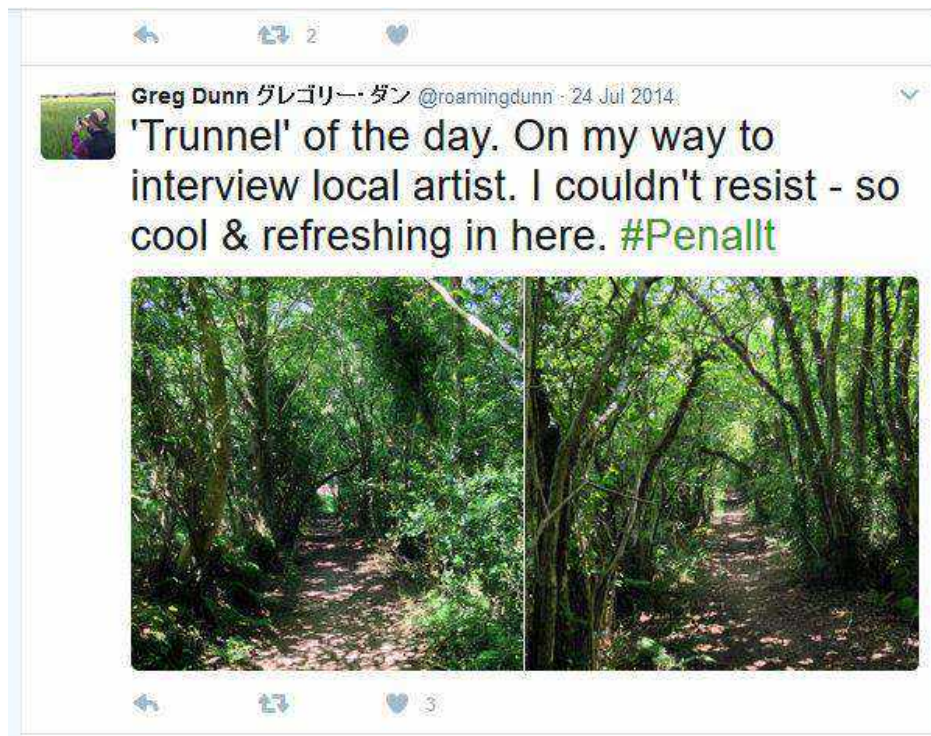 2
Greg Dunn グレゴリー・ダン @roamingdunn · 24 Jul 2014
'Trunnel' of the day. On my way to
interview local artist. I couldn't resist - so
cool & refreshing in here. #Penallt
3